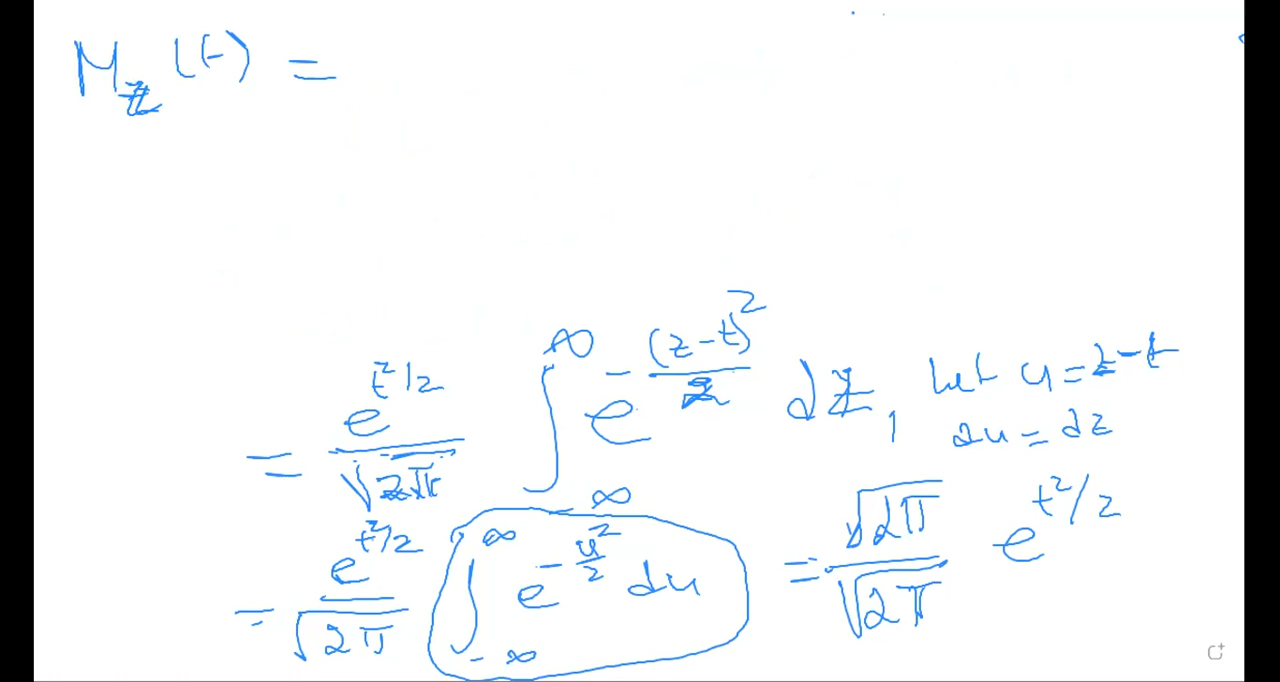 M_Z(t) =
= e^{t²/2}/√(2π) ∫_{-∞}^{∞} e^{-(z-t)²/2} dz, let u = z-t
du = dz
= e^{t²/2}/√(2π) ∫_{-∞}^{∞} e^{-u²/2} du = √(2π)/√(2π) e^{t²/2}